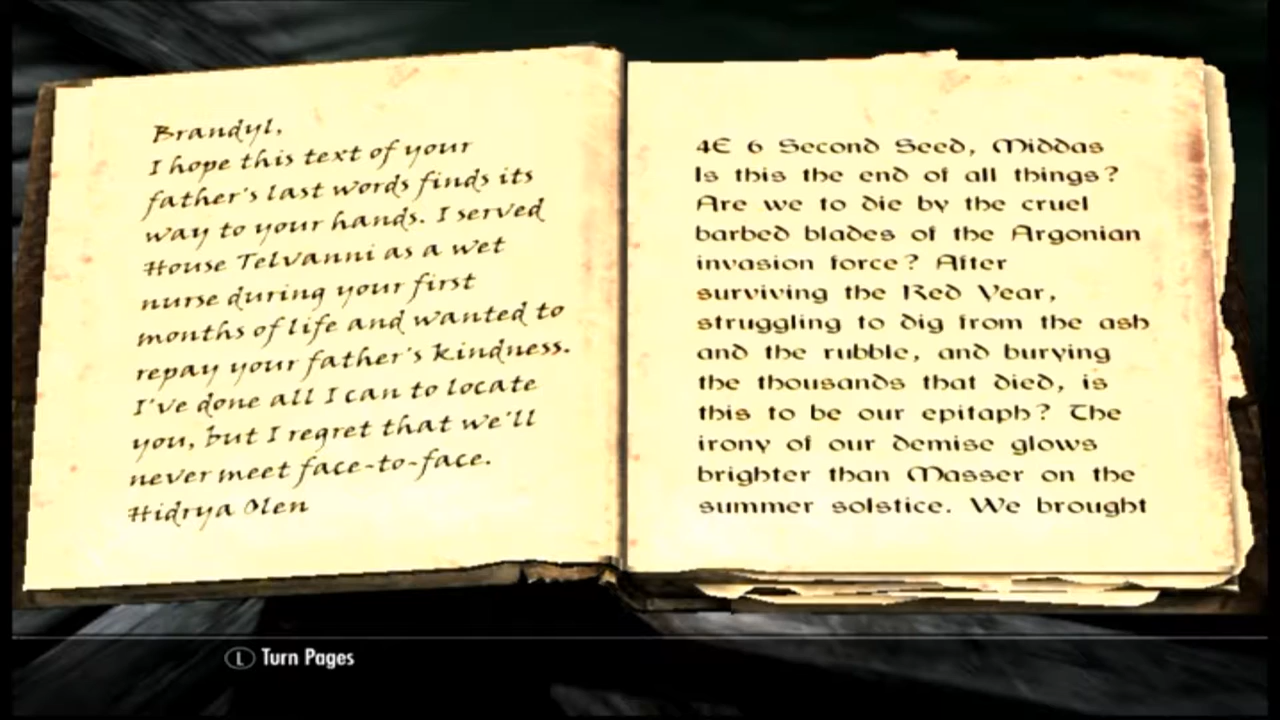 Brandyl,
I hope this text of your
father's last words finds its
way to your hands. I served
House Telvanni as a wet
nurse during your first
months of life and wanted to
repay your father's kindness.
I've done all I can to locate
you, but I regret that we'll
never meet face-to-face.
Hidrya Olen
4E 6 Second Seed, Middas
Is this the end of all things?
Are we to die by the cruel
barbed blades of the Argonian
invasion force? After
surviving the Red Year,
struggling to dig from the ash
and the rubble, and burying
the thousands that died, is
this to be our epitaph? The
irony of our demise glows
brighter than Masser on the
summer solstice. We brought
L Turn Pages